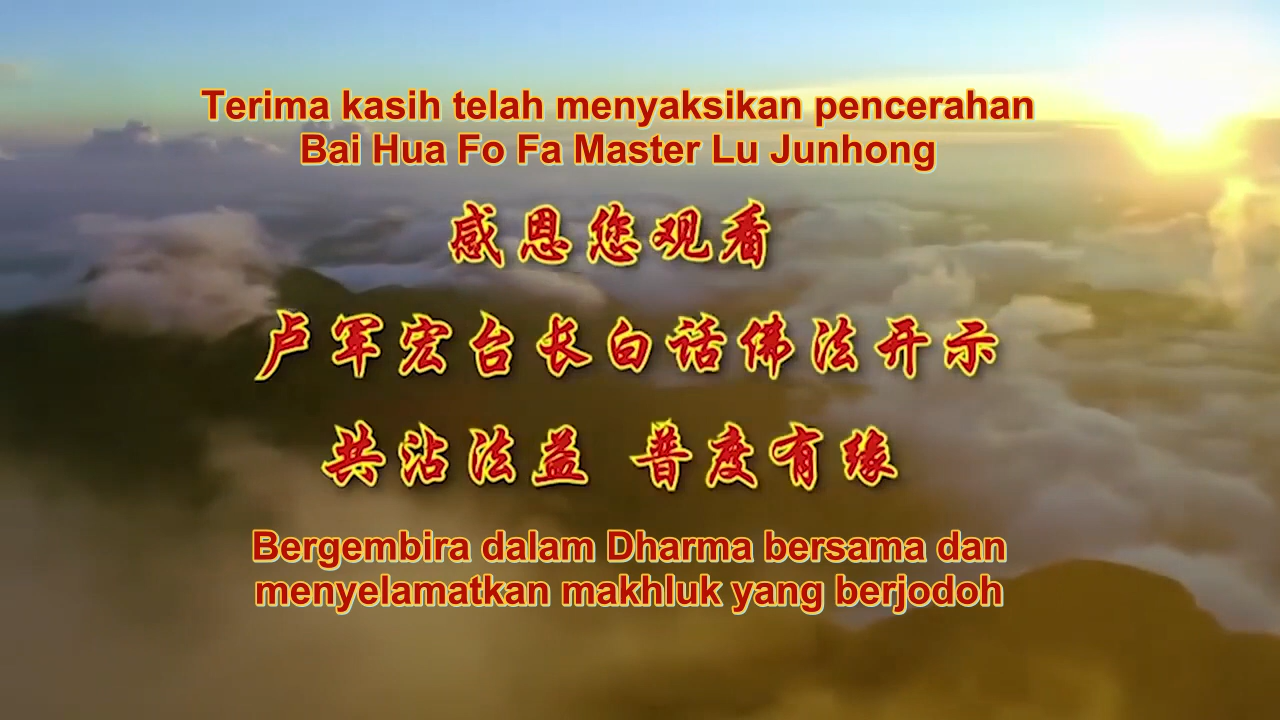 Terima kasih telah menyaksikan pencerahan
Bai Hua Fo Fa Master Lu Junhong
感恩您观看
卢军宏台长白话佛法开示
共沾法益 普度有缘
Bergembira dalam Dharma bersama dan
menyelamatkan makhluk yang berjodoh